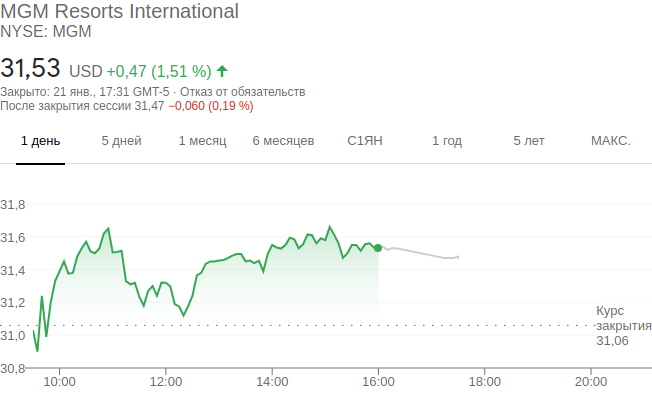 MGM Resorts International
NYSE: MGM
31,53 USD +0,47 (1,51 %)
Закрыто: 21 янв., 17:31 GMT-5 · Отказ от обязательств
После закрытия сессии 31,47 −0,060 (0,19 %)
1 день 5 дней 1 месяц 6 месяцев С1ЯН 1 год 5 лет МАКС.
31,8
31,6
31,4
31,2
Курс
закрытия
31,0
31,06
30,8
10:00 12:00 14:00 16:00 18:00 20:00